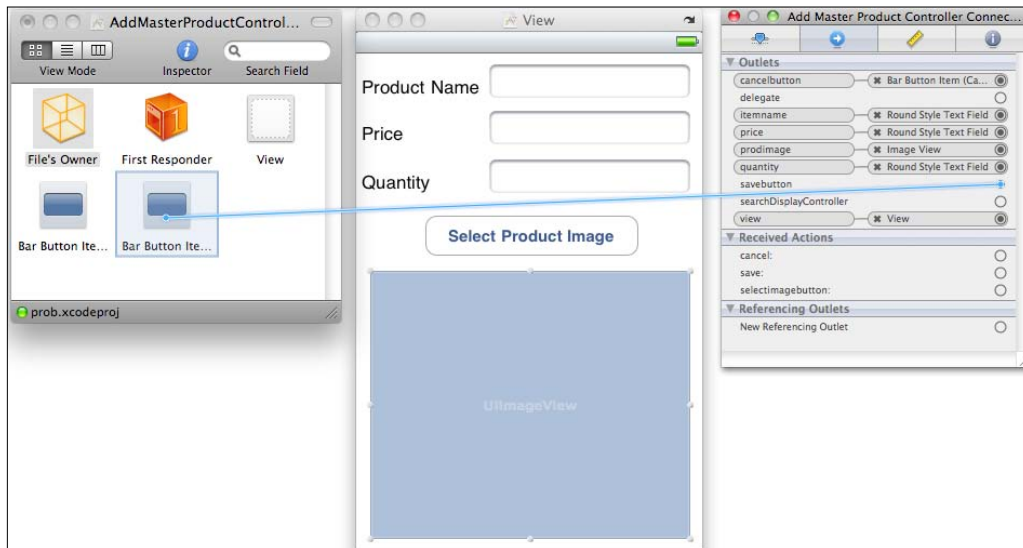 AddMasterProductControl...
View Mode
Inspector
Search Field
File's Owner
First Responder
View
Bar Button Ite...
Bar Button Ite...
prob.xcodeproj
View
Product Name
Price
Quantity
Select Product Image
UIImageView
Add Master Product Controller Connec...
Outlets
cancelbutton
Bar Button Item (Ca...
delegate
itemname
Round Style Text Field
price
Round Style Text Field
prodimage
Image View
quantity
Round Style Text Field
savebutton
searchDisplayController
view
View
Received Actions
cancel:
save:
selectimagebutton:
Referencing Outlets
New Referencing Outlet